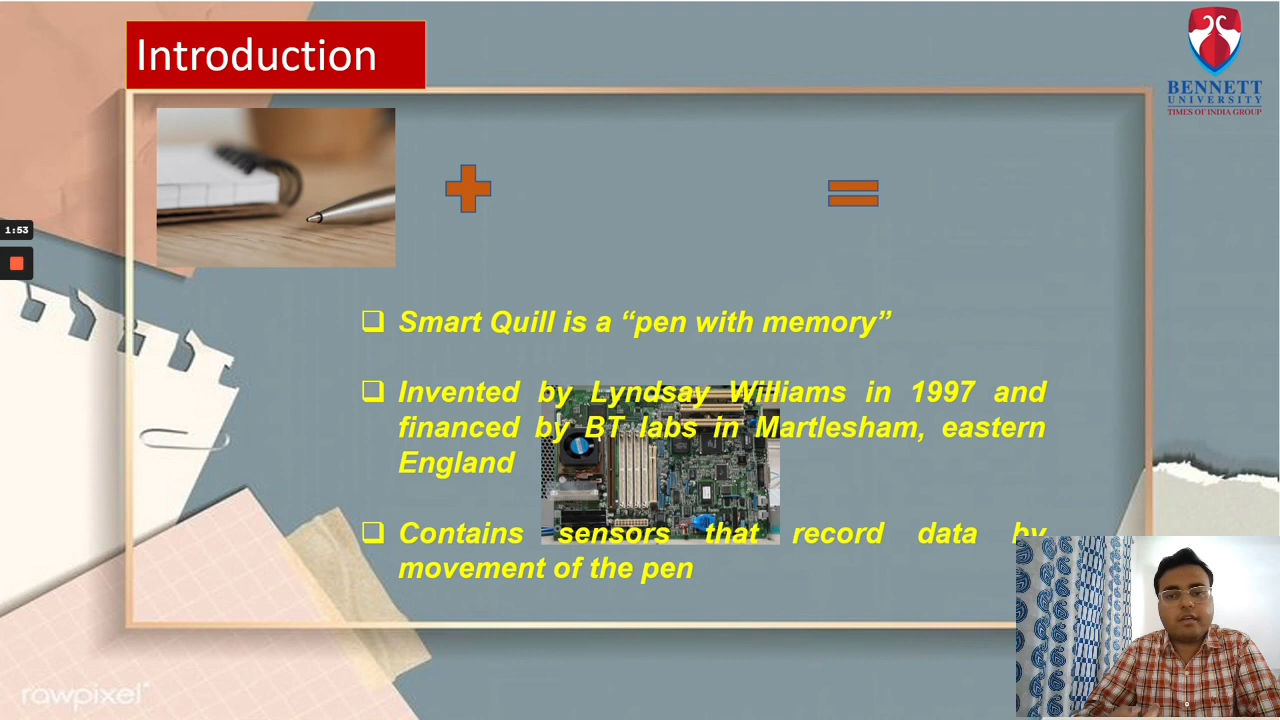 Introduction
BENNETT
UNIVERSITY
TIMES OF INDIA GROUP
1:53
❑ Smart Quill is a “pen with memory”
❑ Invented by Lyndsay Williams in 1997 and
financed by BT labs in Martlesham, eastern
England
❑ Contains sensors that record data by
movement of the pen
rawpixel